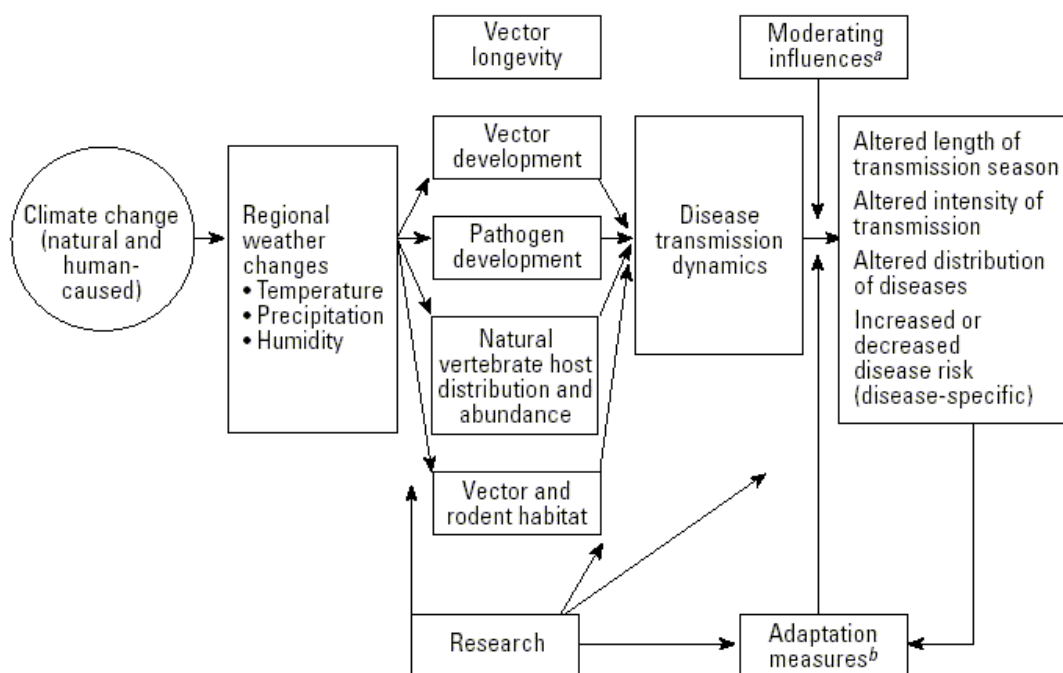 Vector
longevity
Moderating
influencesa
Climate change
(natural and
human-
caused)
Regional
weather
changes
• Temperature
• Precipitation
• Humidity
Vector
development
Pathogen
development
Natural
vertebrate host
distribution and
abundance
Vector and
rodent habitat
Disease
transmission
dynamics
Altered length of
transmission season
Altered intensity of
transmission
Altered distribution
of diseases
Increased or
decreased
disease risk
(disease-specific)
Research
Adaptation
measuresb